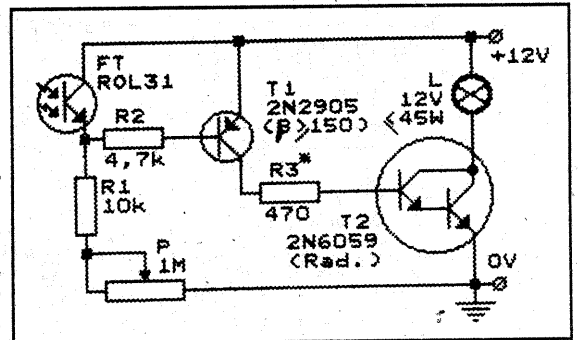 FT
ROL31
R2
4,7k
R1
10k
P
1M
T1
2N2905
(β>150)
R3*
470
T2
2N6059
(Rad.)
L
12V
≤45W
+12V
0V